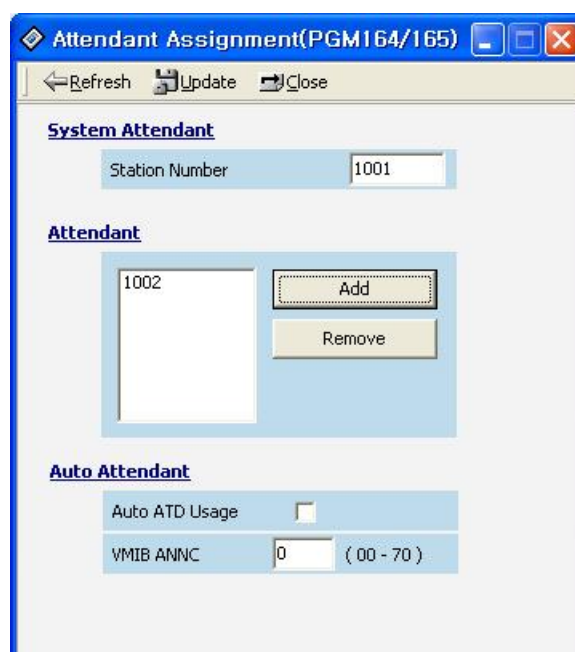 Attendant Assignment(PGM164/165)
Refresh Update Close
System Attendant
Station Number 1001
Attendant
1002 Add
Remove
Auto Attendant
Auto ATD Usage
VMIB ANNC 0 ( 00 - 70 )